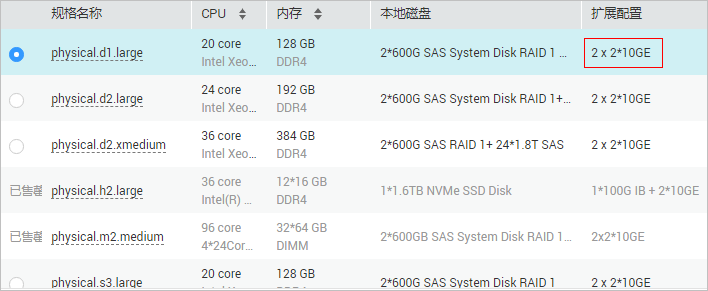 规格名称 CPU 内存 本地磁盘 扩展配置
physical.d1.large 20 core 128 GB 2*600G SAS System Disk RAID 1 ... 2 x 2*10GE
Intel Xeo... DDR4
physical.d2.large 24 core 192 GB 2*600G SAS System Disk RAID 1+... 2 x 2*10GE
Intel Xeo... DDR4
physical.d2.xmedium 36 core 384 GB 2*600G SAS RAID 1+ 24*1.8T SAS 2 x 2*10GE
Intel Xeo... DDR4
已售罄 physical.h2.large 36 core 12*16 GB 1*1.6TB NVMe SSD Disk 1*100G IB + 2*10GE
Intel(R) ... DDR4
已售罄 physical.m2.medium 96 core 32*64 GB 2*600GB SAS System Disk RAID 1... 2x2*10GE
4*24Cor... DIMM
physical.s3.large 20 core 128 GB 2*600G SAS System Disk RAID 1 2 x 2*10GE
Intel Xeo... DDR4